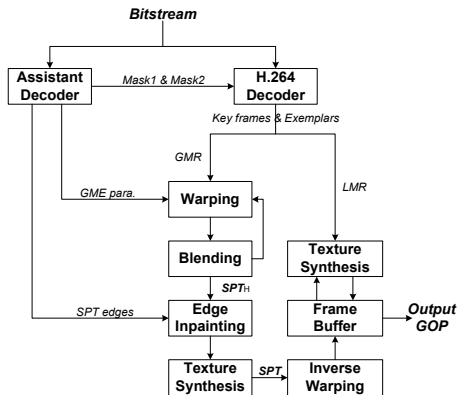 Bitstream
Assistant
Decoder
Mask1 & Mask2
H.264
Decoder
Key frames & Exemplars
GMR
LMR
GME para.
Warping
Blending
Texture
Synthesis
SPTH
SPT edges
Edge
Inpainting
Frame
Buffer
Output
GOP
Texture
Synthesis
SPT
Inverse
Warping